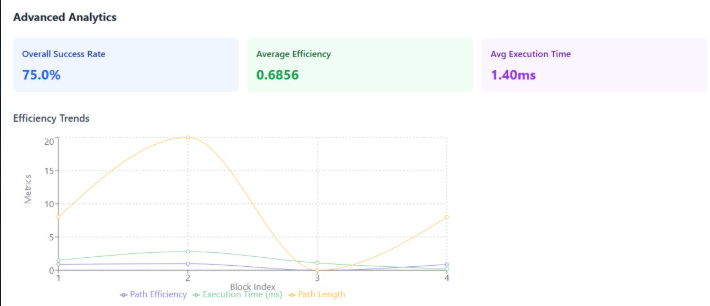 Advanced Analytics
Overall Success Rate
75.0%
Average Efficiency
0.6856
Avg Execution Time
1.40ms
Efficiency Trends
20
15
10
5
0
Metrics
1 2 3 4
Block Index
Path Efficiency Execution Time (ms) Path Length